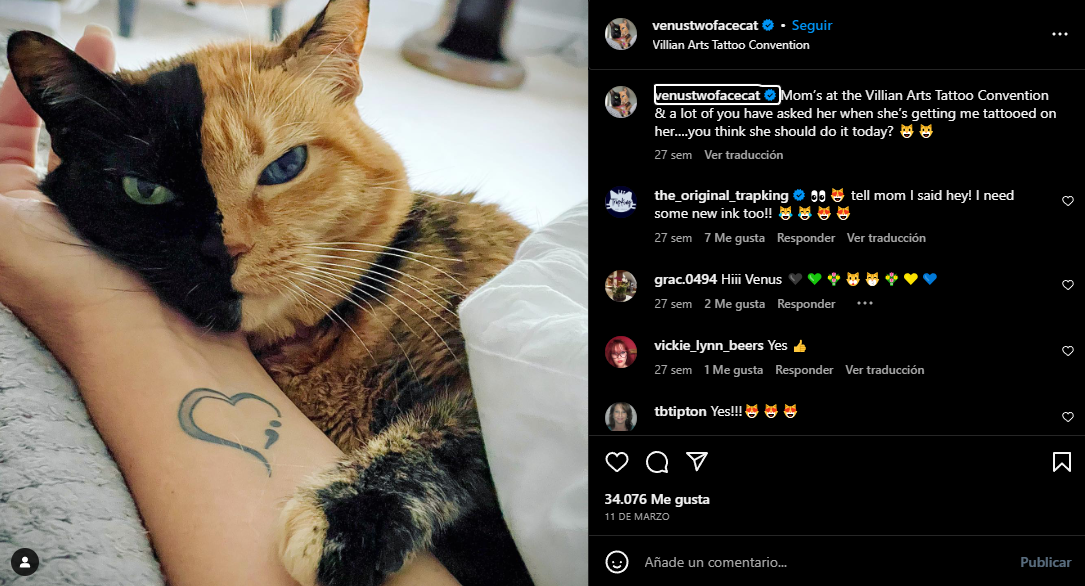 venustwofacecat • Seguir
Villian Arts Tattoo Convention
venustwofacecat Mom's at the Villian Arts Tattoo Convention
& a lot of you have asked her when she's getting me tattooed on
her....you think she should do it today? 😼 😼
27 sem Ver traducción
the_original_trapking 👀 😻 tell mom I said hey! I need
some new ink too!! 😹 😹 😻 😻
27 sem 7 Me gusta Responder Ver traducción
grac.0494 Hiii Venus 🖤 💚 💐 🐱 🐱 💐 💛 💙
27 sem 2 Me gusta Responder •••
vickie_lynn_beers Yes 👍
27 sem 1 Me gusta Responder Ver traducción
tbtipton Yes!!! 😻 😻 😻
34.076 Me gusta
11 DE MARZO
Añade un comentario...
Publicar